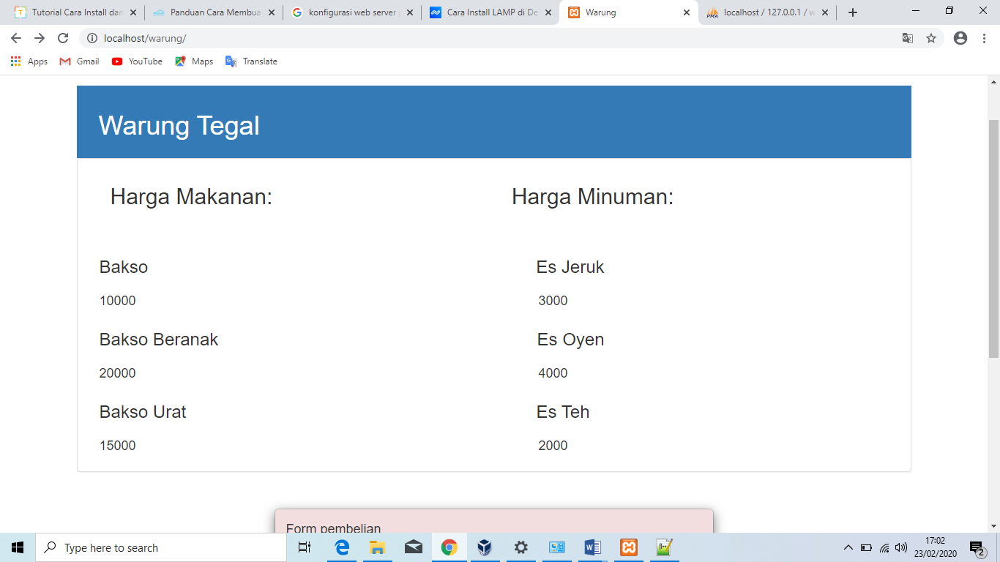 Tutorial Cara Install dan
Panduan Cara Membua
konfigurasi web server
Cara Install LAMP di De
Warung
localhost / 127.0.0.1 / w
localhost/warung/
Apps
Gmail
YouTube
Maps
Translate
Warung Tegal
Harga Makanan:
Harga Minuman:
Bakso
Es Jeruk
10000
3000
Bakso Beranak
Es Oyen
20000
4000
Bakso Urat
Es Teh
15000
2000
Form pembelian
Type here to search
17:02
23/02/2020
2